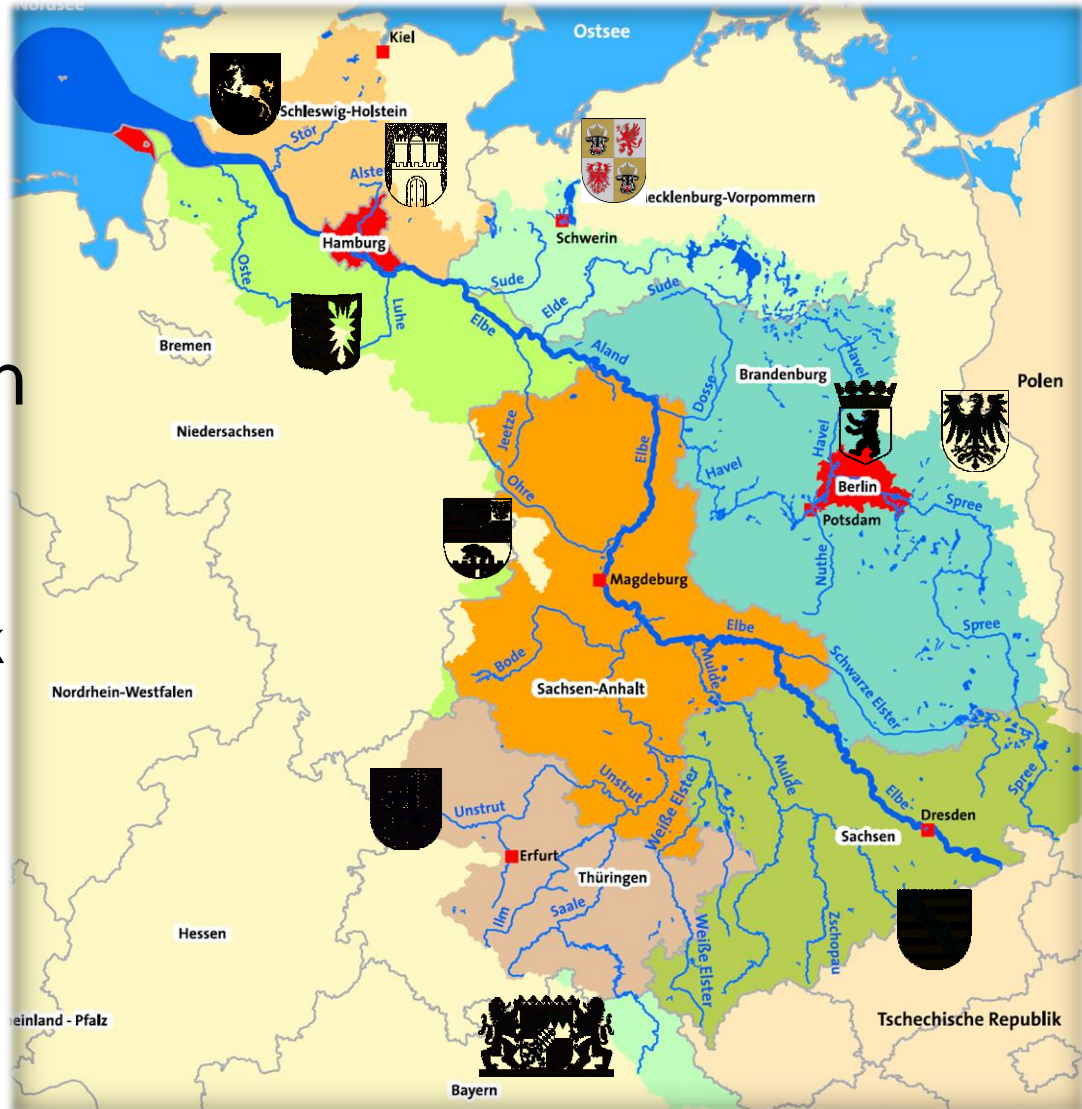 Nordsee
Kiel
Ostsee
Schleswig-Holstein
Stör
Alste
Hamburg
ecklenburg-Vorpommern
Schwerin
Sude
Elde
Sude
Oste
Luhe
Elbe
Bremen
Aland
Havel
Brandenburg
Dosse
n
Polen
Niedersachsen
Jeetze
Elbe
Havel
Havel
Ohre
Berlin
Spree
Potsdam
Magdeburg
Nuthe
Elbe
Spree
x
Bode
Mulde
Schwarze Elster
Nordrhein-Westfalen
Sachsen-Anhalt
Unstrut
Mulde
Spree
Unstrut
Weiße Elster
Elbe
Dresden
Sachsen
Erfurt
Thüringen
Ilm
Saale
Hessen
Weiße Elster
Zschopau
einland - Pfalz
Tschechische Republik
Bayern